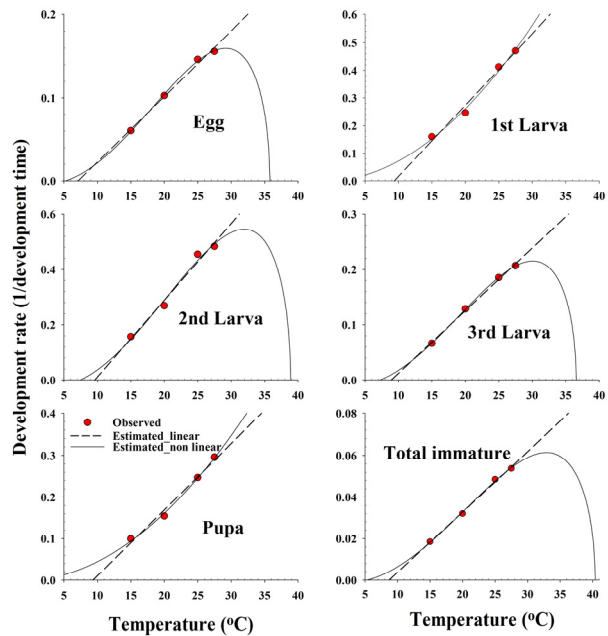 Development rate (1/development time)
0.2
0.1
0.0
Egg
5 10 15 20 25 30 35 40
0.6
0.5
0.4
0.3
0.2
0.1
0.0
1st Larva
5 10 15 20 25 30 35 40
0.6
0.4
0.2
0.0
2nd Larva
5 10 15 20 25 30 35 40
0.3
0.2
0.1
0.0
3rd Larva
5 10 15 20 25 30 35 40
0.4
0.3
0.2
0.1
0.0
Observed
Estimated_linear
Estimated_non linear
Pupa
5 10 15 20 25 30 35 40
Temperature (oC)
0.08
0.06
0.04
0.02
0.00
Total immature
5 10 15 20 25 30 35 40
Temperature (oC)